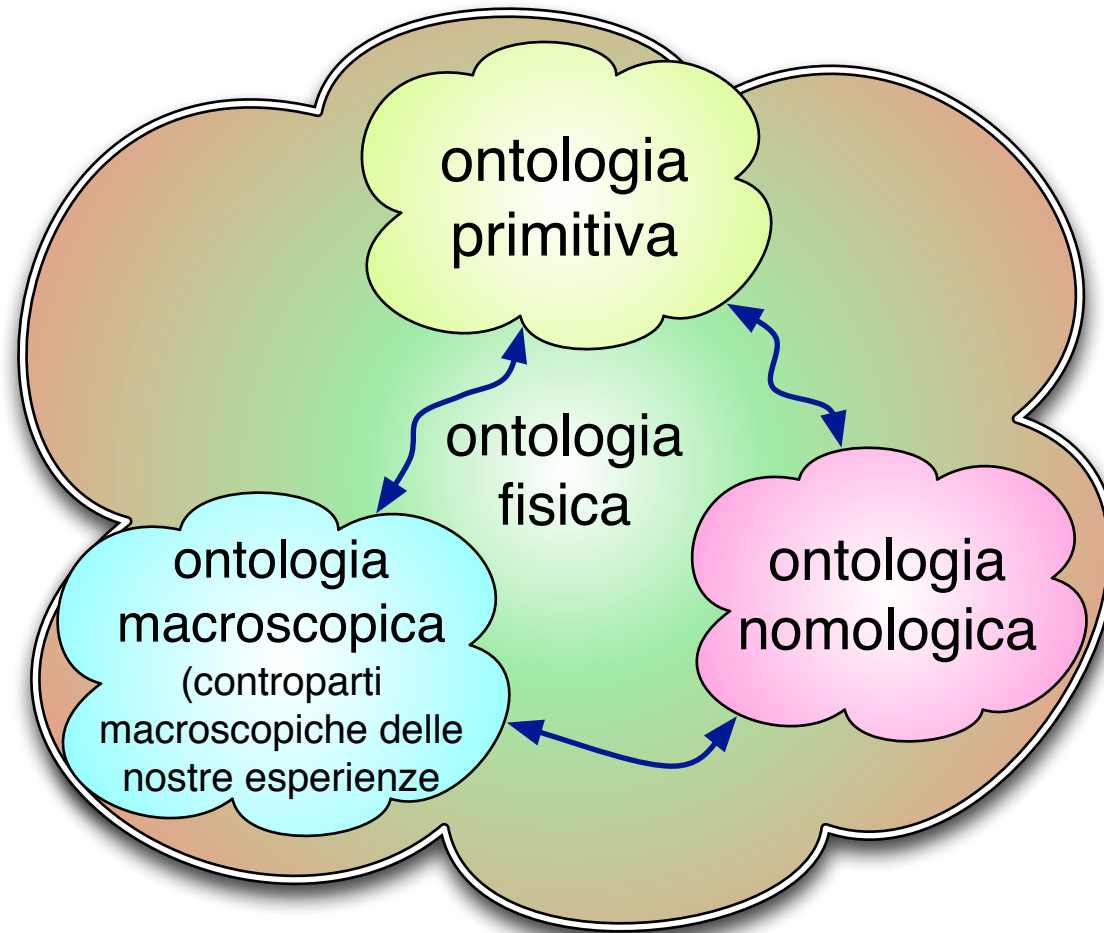 ontologia
primitiva
ontologia
fisica
ontologia
macroscopica
(controparti
macroscopiche delle
nostre esperienze
ontologia
nomologica